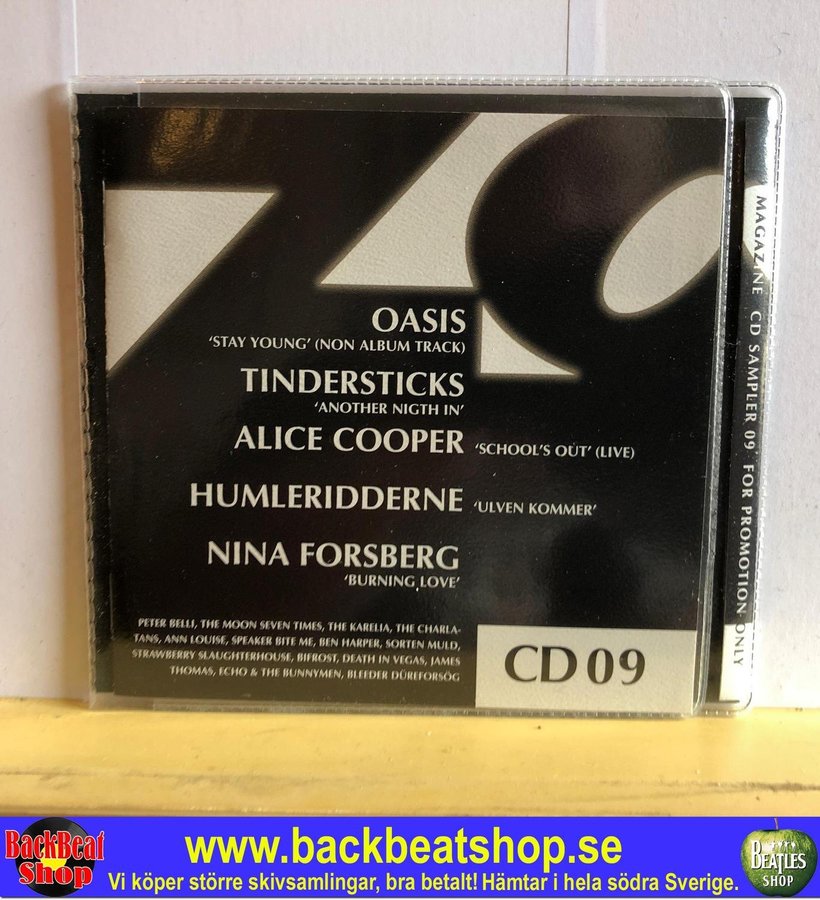 OASIS
'STAY YOUNG' (NON ALBUM TRACK)
TINDERSTICKS
'ANOTHER NIGTH IN'
ALICE COOPER 'SCHOOL'S OUT' (LIVE)
HUMLERIDDERNE 'ULVEN KOMMER'
NINA FORSBERG
'BURNING LOVE'
PETER BELLI, THE MOON SEVEN TIMES, THE KARELIA, THE CHARLA-
TANS, ANN LOUISE, SPEAKER BITE ME, BEN HARPER, SORTEN MULD,
STRAWBERRY SLAUGHTERHOUSE, BIFROST, DEATH IN VEGAS, JAMES
THOMAS, ECHO & THE BUNNYMEN, BLEEDER DÜREFORSÖG
CD 09
MAGAZINE CD SAMPLER 09 FOR PROMOTION ONLY
BackBeat
Shop
www.backbeatshop.se
Vi köper större skivsamlingar, bra betalt! Hämtar i hela södra Sverige.
BEATLES
SHOP